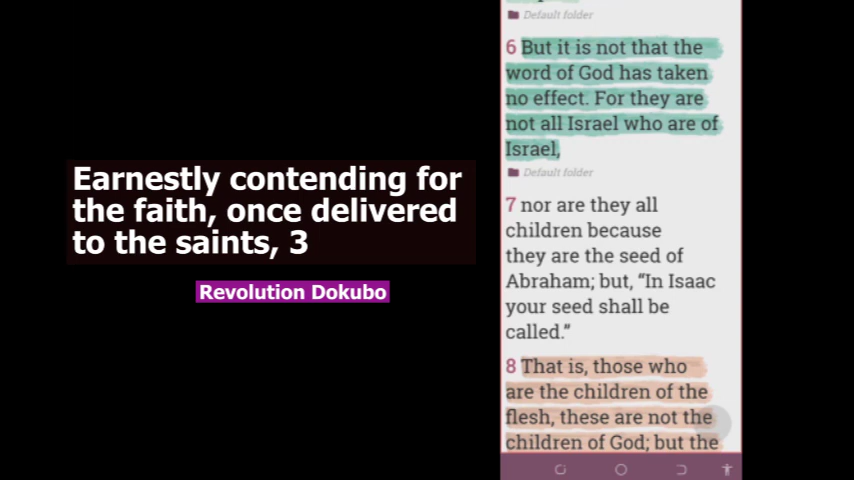 Earnestly contending for
the faith, once delivered
to the saints, 3
Revolution Dokubo
Default folder
6 But it is not that the
word of God has taken
no effect. For they are
not all Israel who are of
Israel,
Default folder
7 nor are they all
children because
they are the seed of
Abraham; but, “In Isaac
your seed shall be
called.”
8 That is, those who
are the children of the
flesh, these are not the
children of God; but the